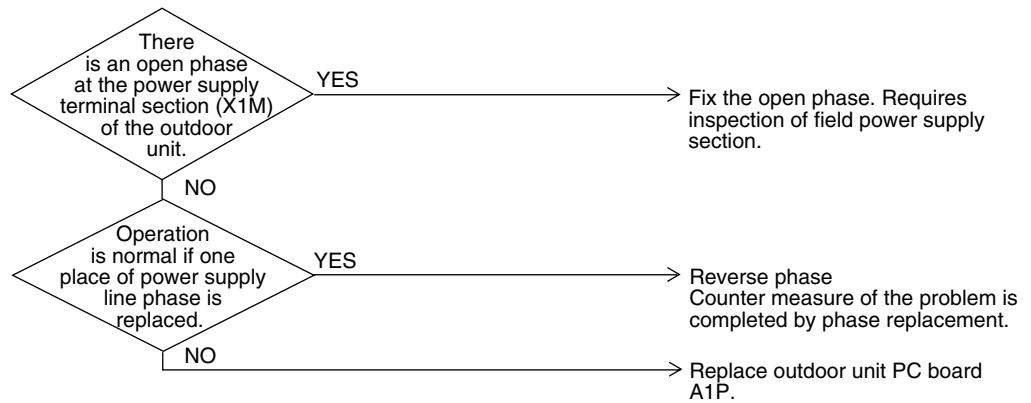 There
is an open phase
at the power supply
terminal section (X1M)
of the outdoor
unit.
YES
Fix the open phase. Requires
inspection of field power supply
section.
NO
Operation
is normal if one
place of power supply
line phase is
replaced.
YES
Reverse phase
Counter measure of the problem is
completed by phase replacement.
NO
Replace outdoor unit PC board
A1P.